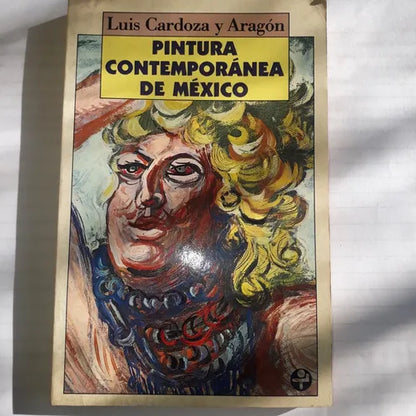 Luis Cardoza y Aragón
PINTURA
CONTEMPORÁNEA
DE MÉXICO